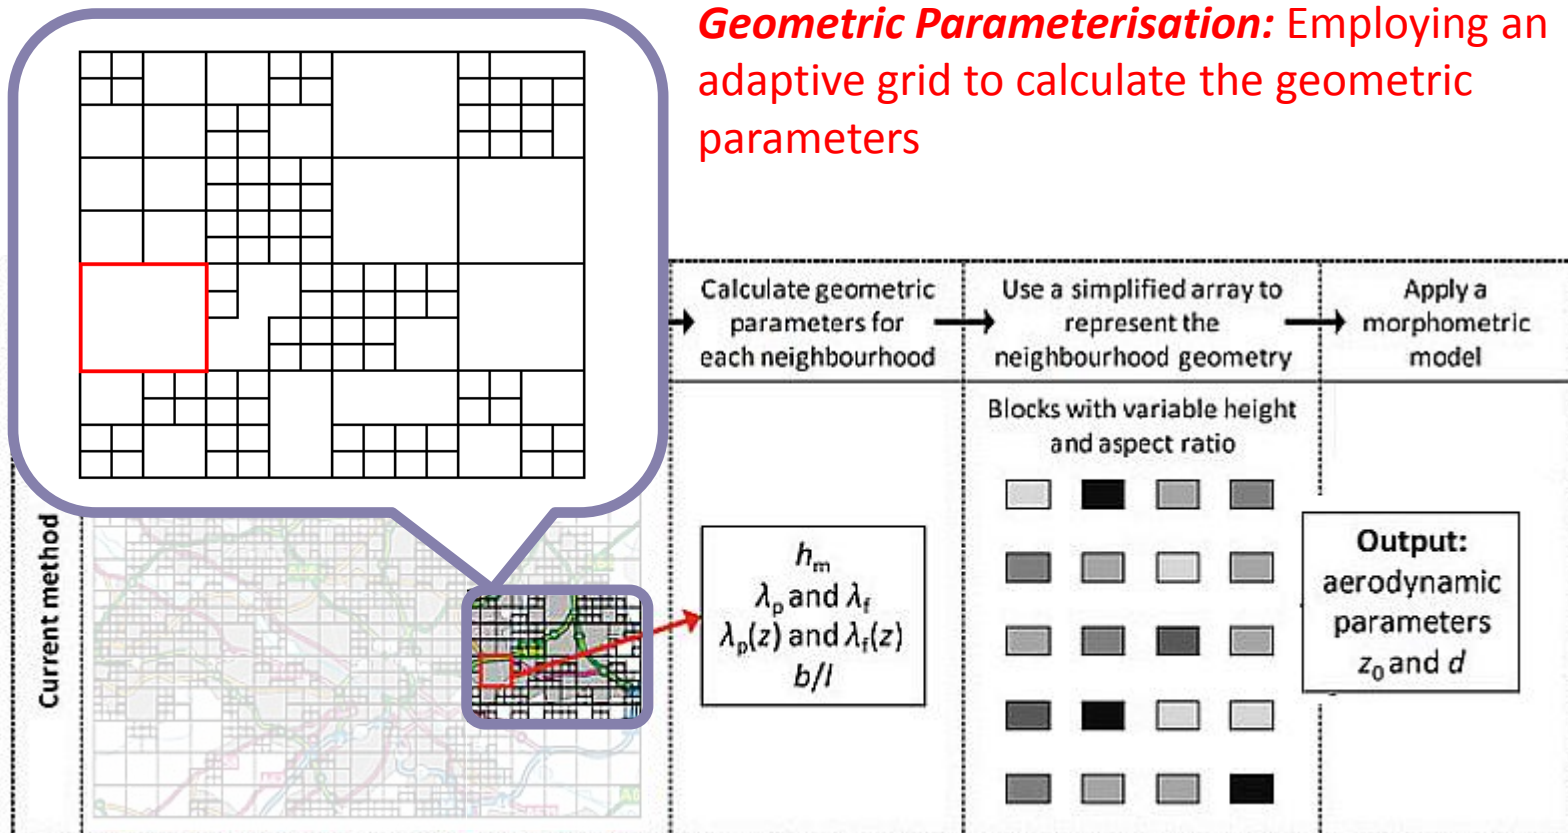 Geometric Parameterisation: Employing an
adaptive grid to calculate the geometric
parameters
Calculate geometric
parameters for
each neighbourhood
Use a simplified array to
represent the
neighbourhood geometry
Apply a
morphometric
model
Current method
hₘ
λₚ and λf
λₚ(z) and λf(z)
b/l
Blocks with variable height
and aspect ratio
Output:
aerodynamic
parameters
z₀ and d